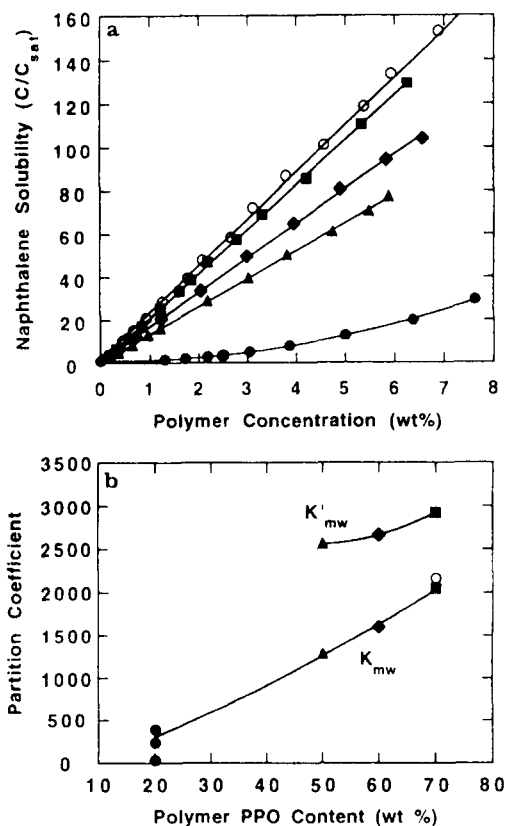 a
160
140
120
100
80
60
40
20
0
Naphthalene Solubility (C/C_sat)
0 1 2 3 4 5 6 7 8
Polymer Concentration (wt%)
b
3500
3000
2500
2000
1500
1000
500
0
Partition Coefficient
K'_mw
K_mw
10 20 30 40 50 60 70 80
Polymer PPO Content (wt %)